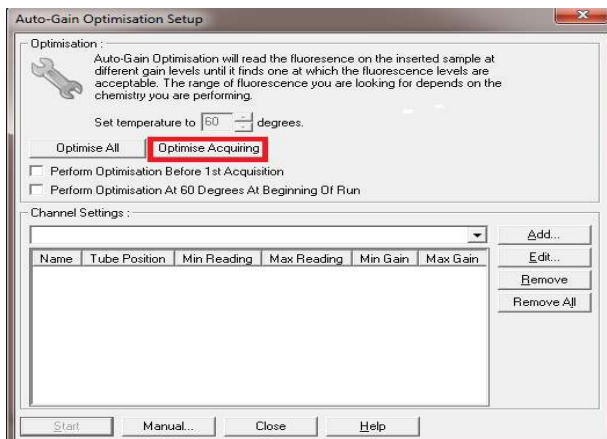 Auto-Gain Optimisation Setup
Optimisation :
Auto-Gain Optimisation will read the fluoresence on the inserted sample at
different gain levels until it finds one at which the fluorescence levels are
acceptable. The range of fluorescence you are looking for depends on the
chemistry you are performing.
Set temperature to 60 degrees.
Optimise All Optimise Acquiring
Perform Optimisation Before 1st Acquisition
Perform Optimisation At 60 Degrees At Beginning Of Run
Channel Settings :
Add...
Name Tube Position Min Reading Max Reading Min Gain Max Gain Edit...
Remove
Remove All
Start Manual... Close Help